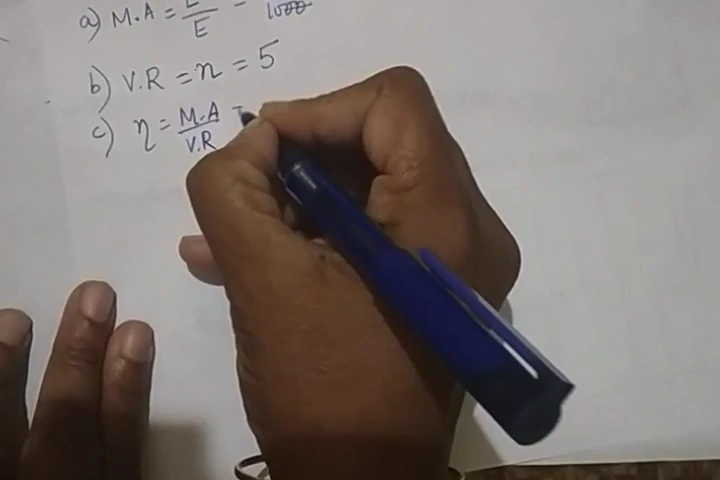 a) M.A = L/E =
b) V.R = n = 5
c) η = M.A/V.R =